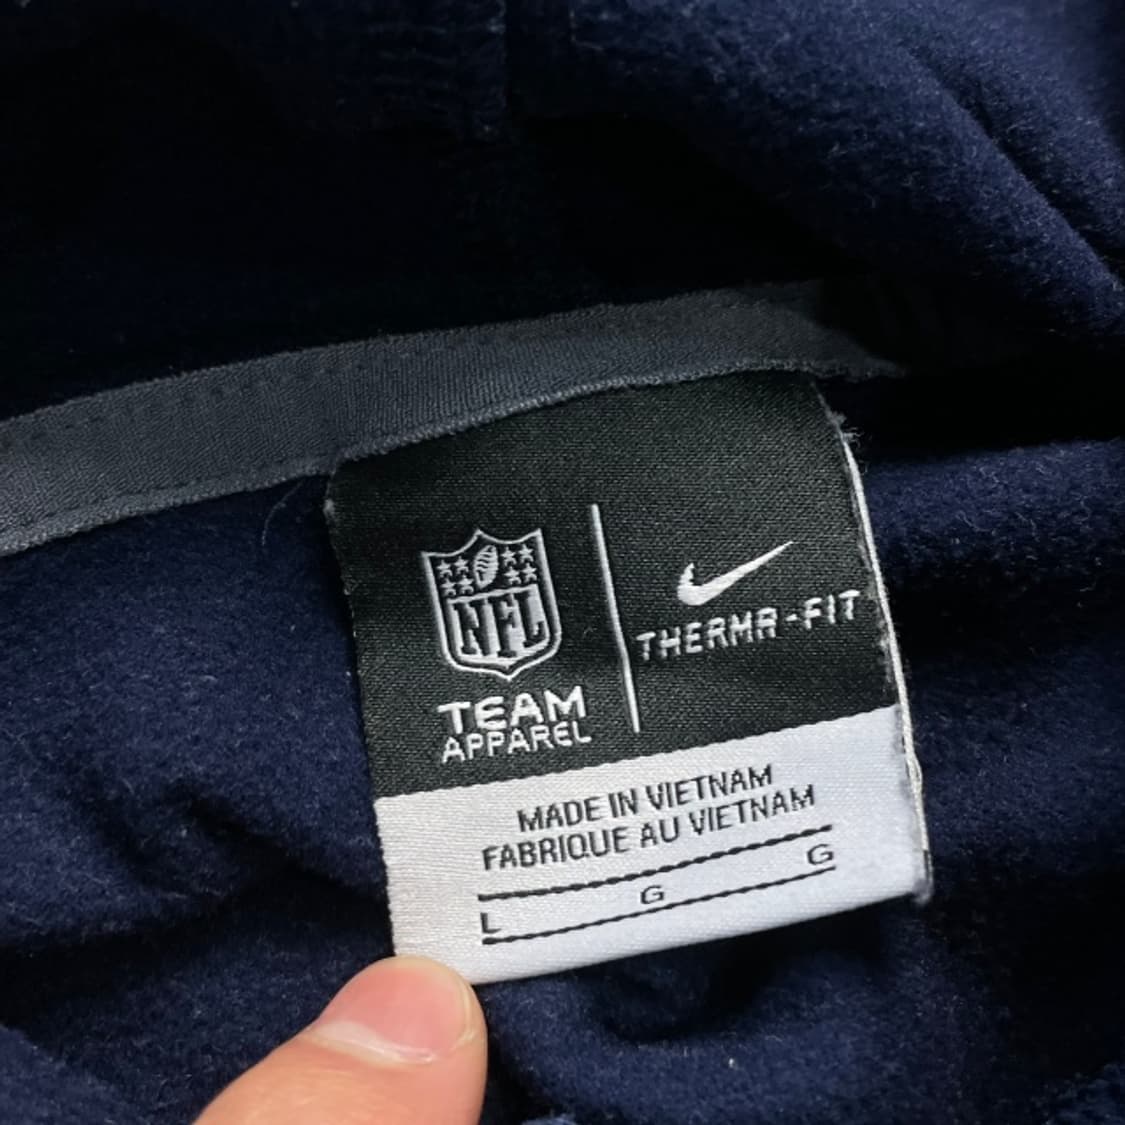 NFL
TEAM
APPAREL
THERMA-FIT
MADE IN VIETNAM
FABRIQUE AU VIETNAM
L G G